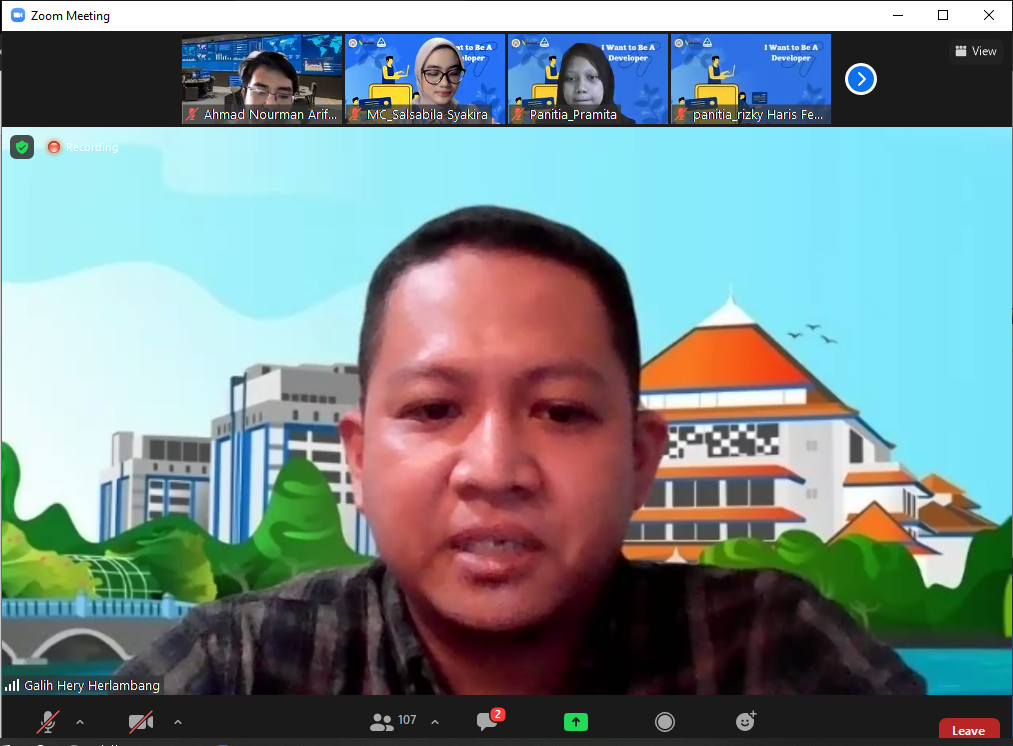 Zoom Meeting
View
Ahmad Nourman Arif...
MC_Salsabila Syakira
Panitia_Pramita
panitia_rizky Haris Fe...
nt to Be A
Developer
I Want to Be A
Developer
I Want to Be A
Developer
Recording
Galih Hery Herlambang
107
2
Leave